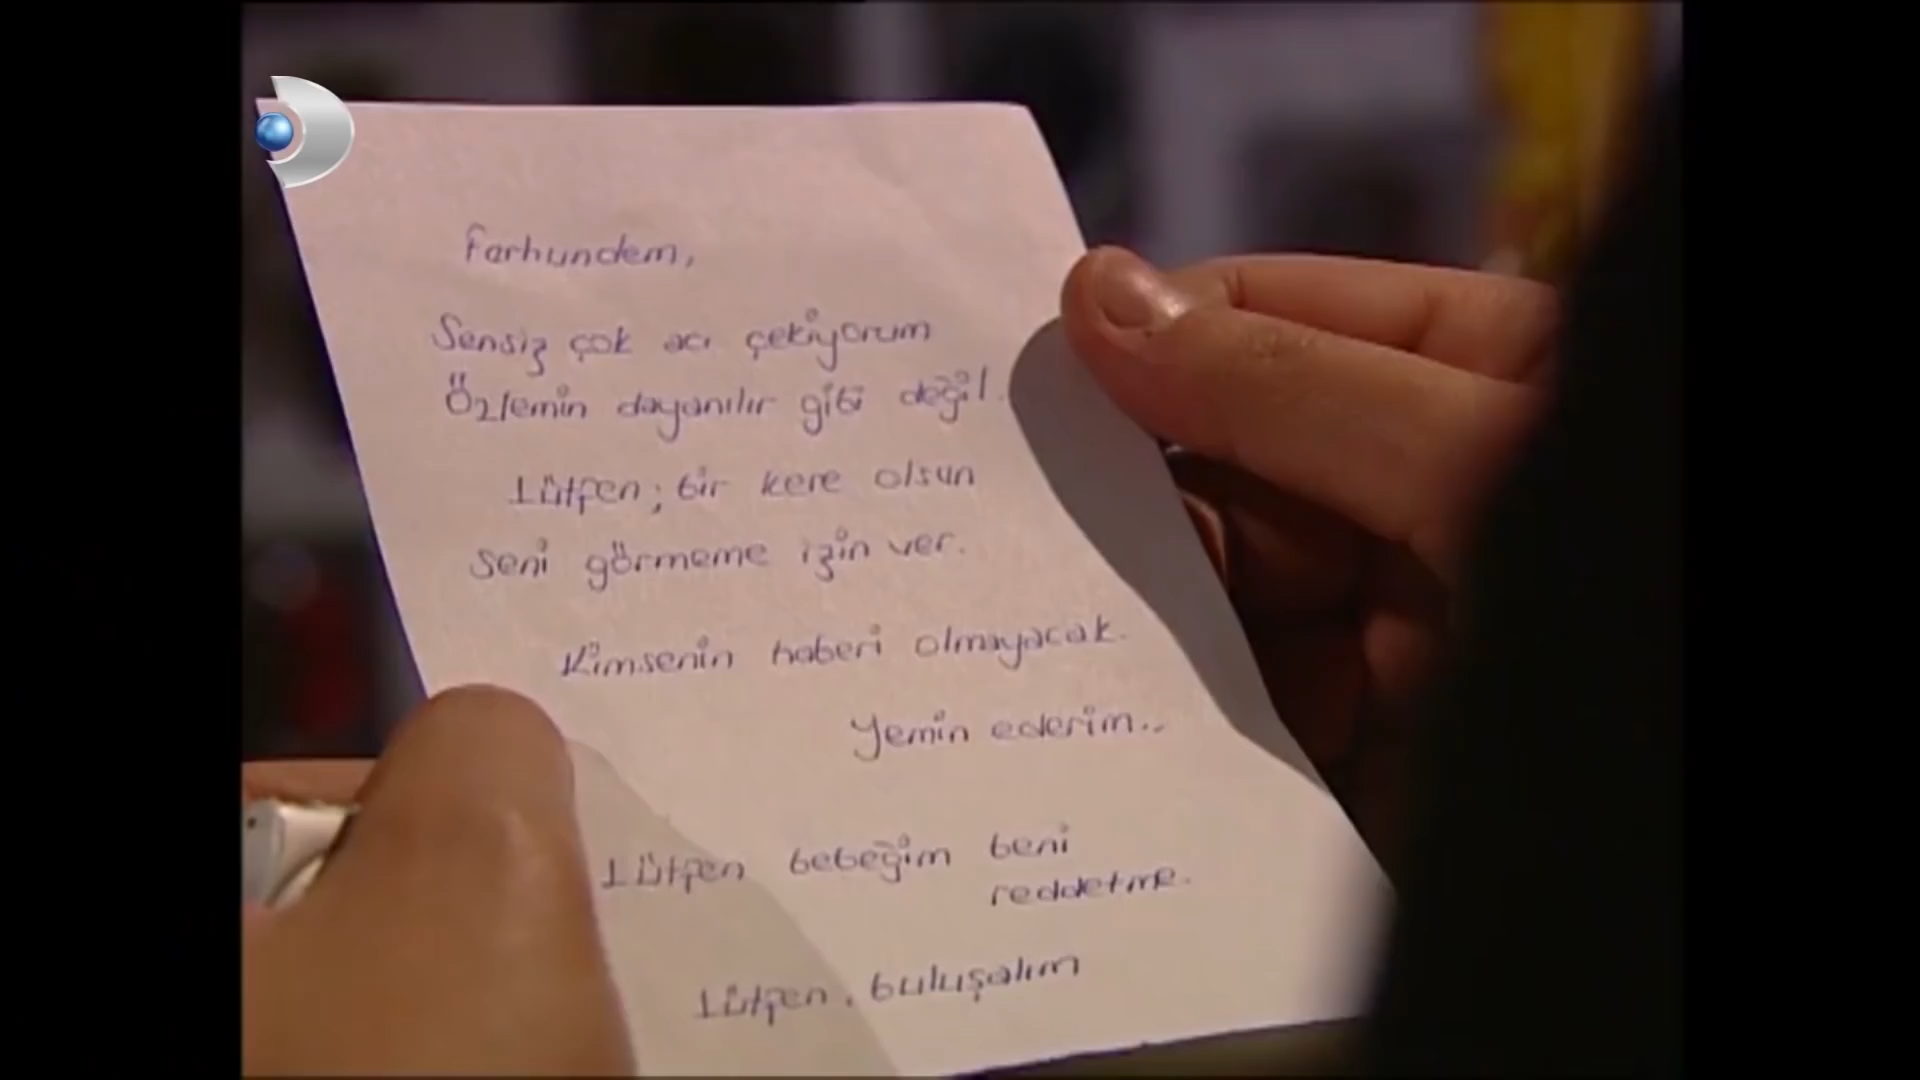 Ferhundem,
Sensiz çok acı çekiyorum
Özlemin dayanılır gibi değil.
Lütfen; bir kere olsun
seni görmeme izin ver.
Kimsenin haberi olmayacak.
Yemin ederim..
Lütfen bebeğim beni
reddetme.
Lütfen, buluşalım